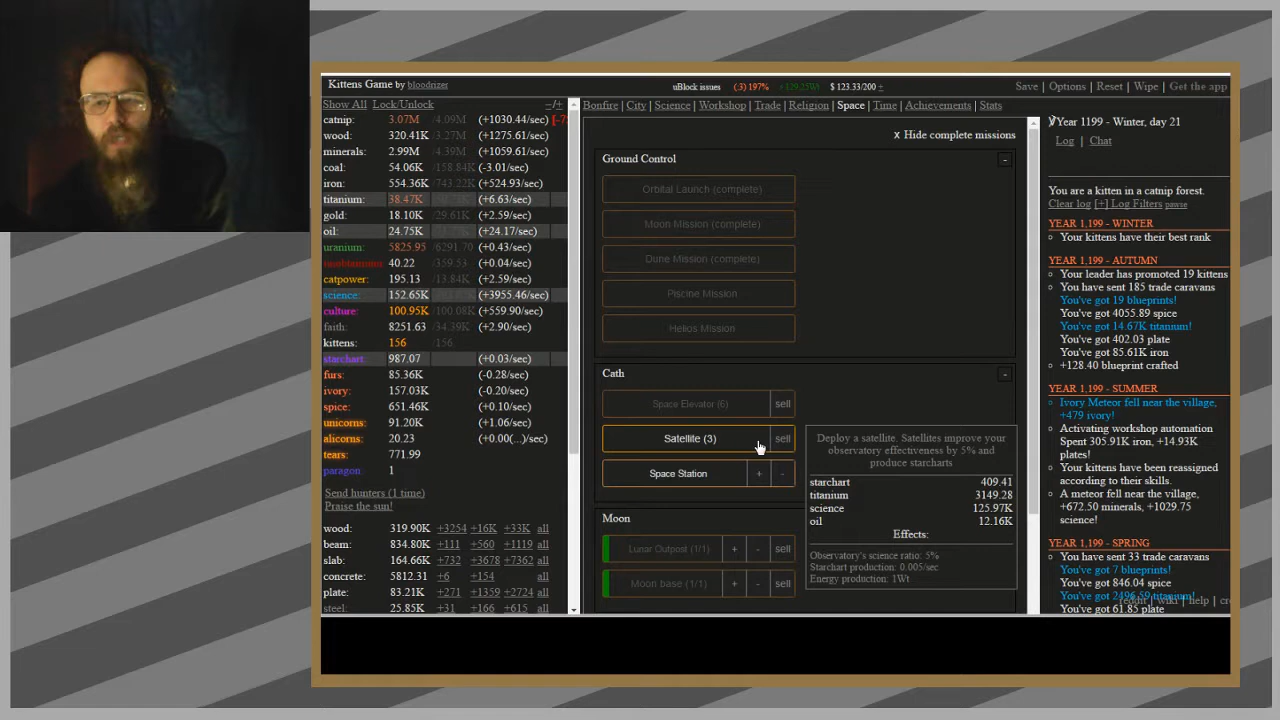 Kittens Game by bloodrizer
uBlock issues (:3) 197% $ 123.33/200 ±
Save | Options | Reset | Wipe | Get the app
Show All Lock/Unlock −/+
Bonfire | City | Science | Workshop | Trade | Religion | Space | Time | Achievements | Stats
catnip: 3.07M /4.09M (+1030.44/sec)
wood: 320.41K /3.27M (+1275.61/sec)
minerals: 2.99M /4.39M (+1059.61/sec)
coal: 54.06K /158.84K (-3.01/sec)
iron: 554.36K /743.22K (+524.93/sec)
titanium: 38.47K (+6.63/sec)
gold: 18.10K /29.61K (+2.59/sec)
oil: 24.75K (+24.17/sec)
uranium: 5825.95 /6291.70 (+0.43/sec)
40.22 /359.53 (+0.04/sec)
catpower: 195.13 /13.84K (+2.59/sec)
science: 152.65K (+3955.46/sec)
culture: 100.95K /100.08K (+559.90/sec)
faith: 8251.63 /34.39K (+2.90/sec)
kittens: 156 /156
starchart: 987.07 (+0.03/sec)
furs: 85.36K (-0.28/sec)
ivory: 157.03K (-0.20/sec)
spice: 651.46K (+0.10/sec)
unicorns: 91.20K (+1.06/sec)
alicorns: 20.23 (+0.00(...)/sec)
tears: 771.99
paragon: 1
Send hunters (1 time)
Praise the sun!
wood: 319.90K +3254 +16K +33K all
beam: 834.80K +111 +560 +1119 all
slab: 164.66K +732 +3678 +7362 all
concrete: 5812.31 +6 +154 all
plate: 83.21K +271 +1359 +2724 all
steel: 25.85K +31 +166 +615 all
x Hide complete missions
Ground Control -
Orbital Launch (complete)
Moon Mission (complete)
Dune Mission (complete)
Piscine Mission
Helios Mission
Cath -
Space Elevator (6) sell
Satellite (3) sell
Space Station + -
Moon -
Lunar Outpost (1/1) + - sell
Moon base (1/1) + - sell
Deploy a satellite. Satellites improve your
observatory effectiveness by 5% and
produce starcharts
starchart 409.41
titanium 3149.28
science 125.97K
oil 12.16K
Effects:
Observatory's science ratio: 5%
Starchart production: 0.005/sec
Energy production: 1Wt
Year 1199 - Winter, day 21
Log | Chat
You are a kitten in a catnip forest.
Clear log [+] Log Filters pause
YEAR 1,199 - WINTER
Your kittens have their best rank
YEAR 1,199 - AUTUMN
Your leader has promoted 19 kittens
You have sent 185 trade caravans
You've got 19 blueprints!
You've got 4055.89 spice
You've got 14.67K titanium!
You've got 402.03 plate
You've got 85.61K iron
+128.40 blueprint crafted
YEAR 1,199 - SUMMER
Ivory Meteor fell near the village,
+479 ivory!
Activating workshop automation
Spent 305.91K iron, +14.93K
plates!
Your kittens have been reassigned
according to their skills.
A meteor fell near the village,
+672.50 minerals, +1029.75
science!
YEAR 1,199 - SPRING
You have sent 33 trade caravans
You've got 7 blueprints!
You've got 846.04 spice
You've got 2496.59 titanium!
You've got 61.85 plate
wiki | help |